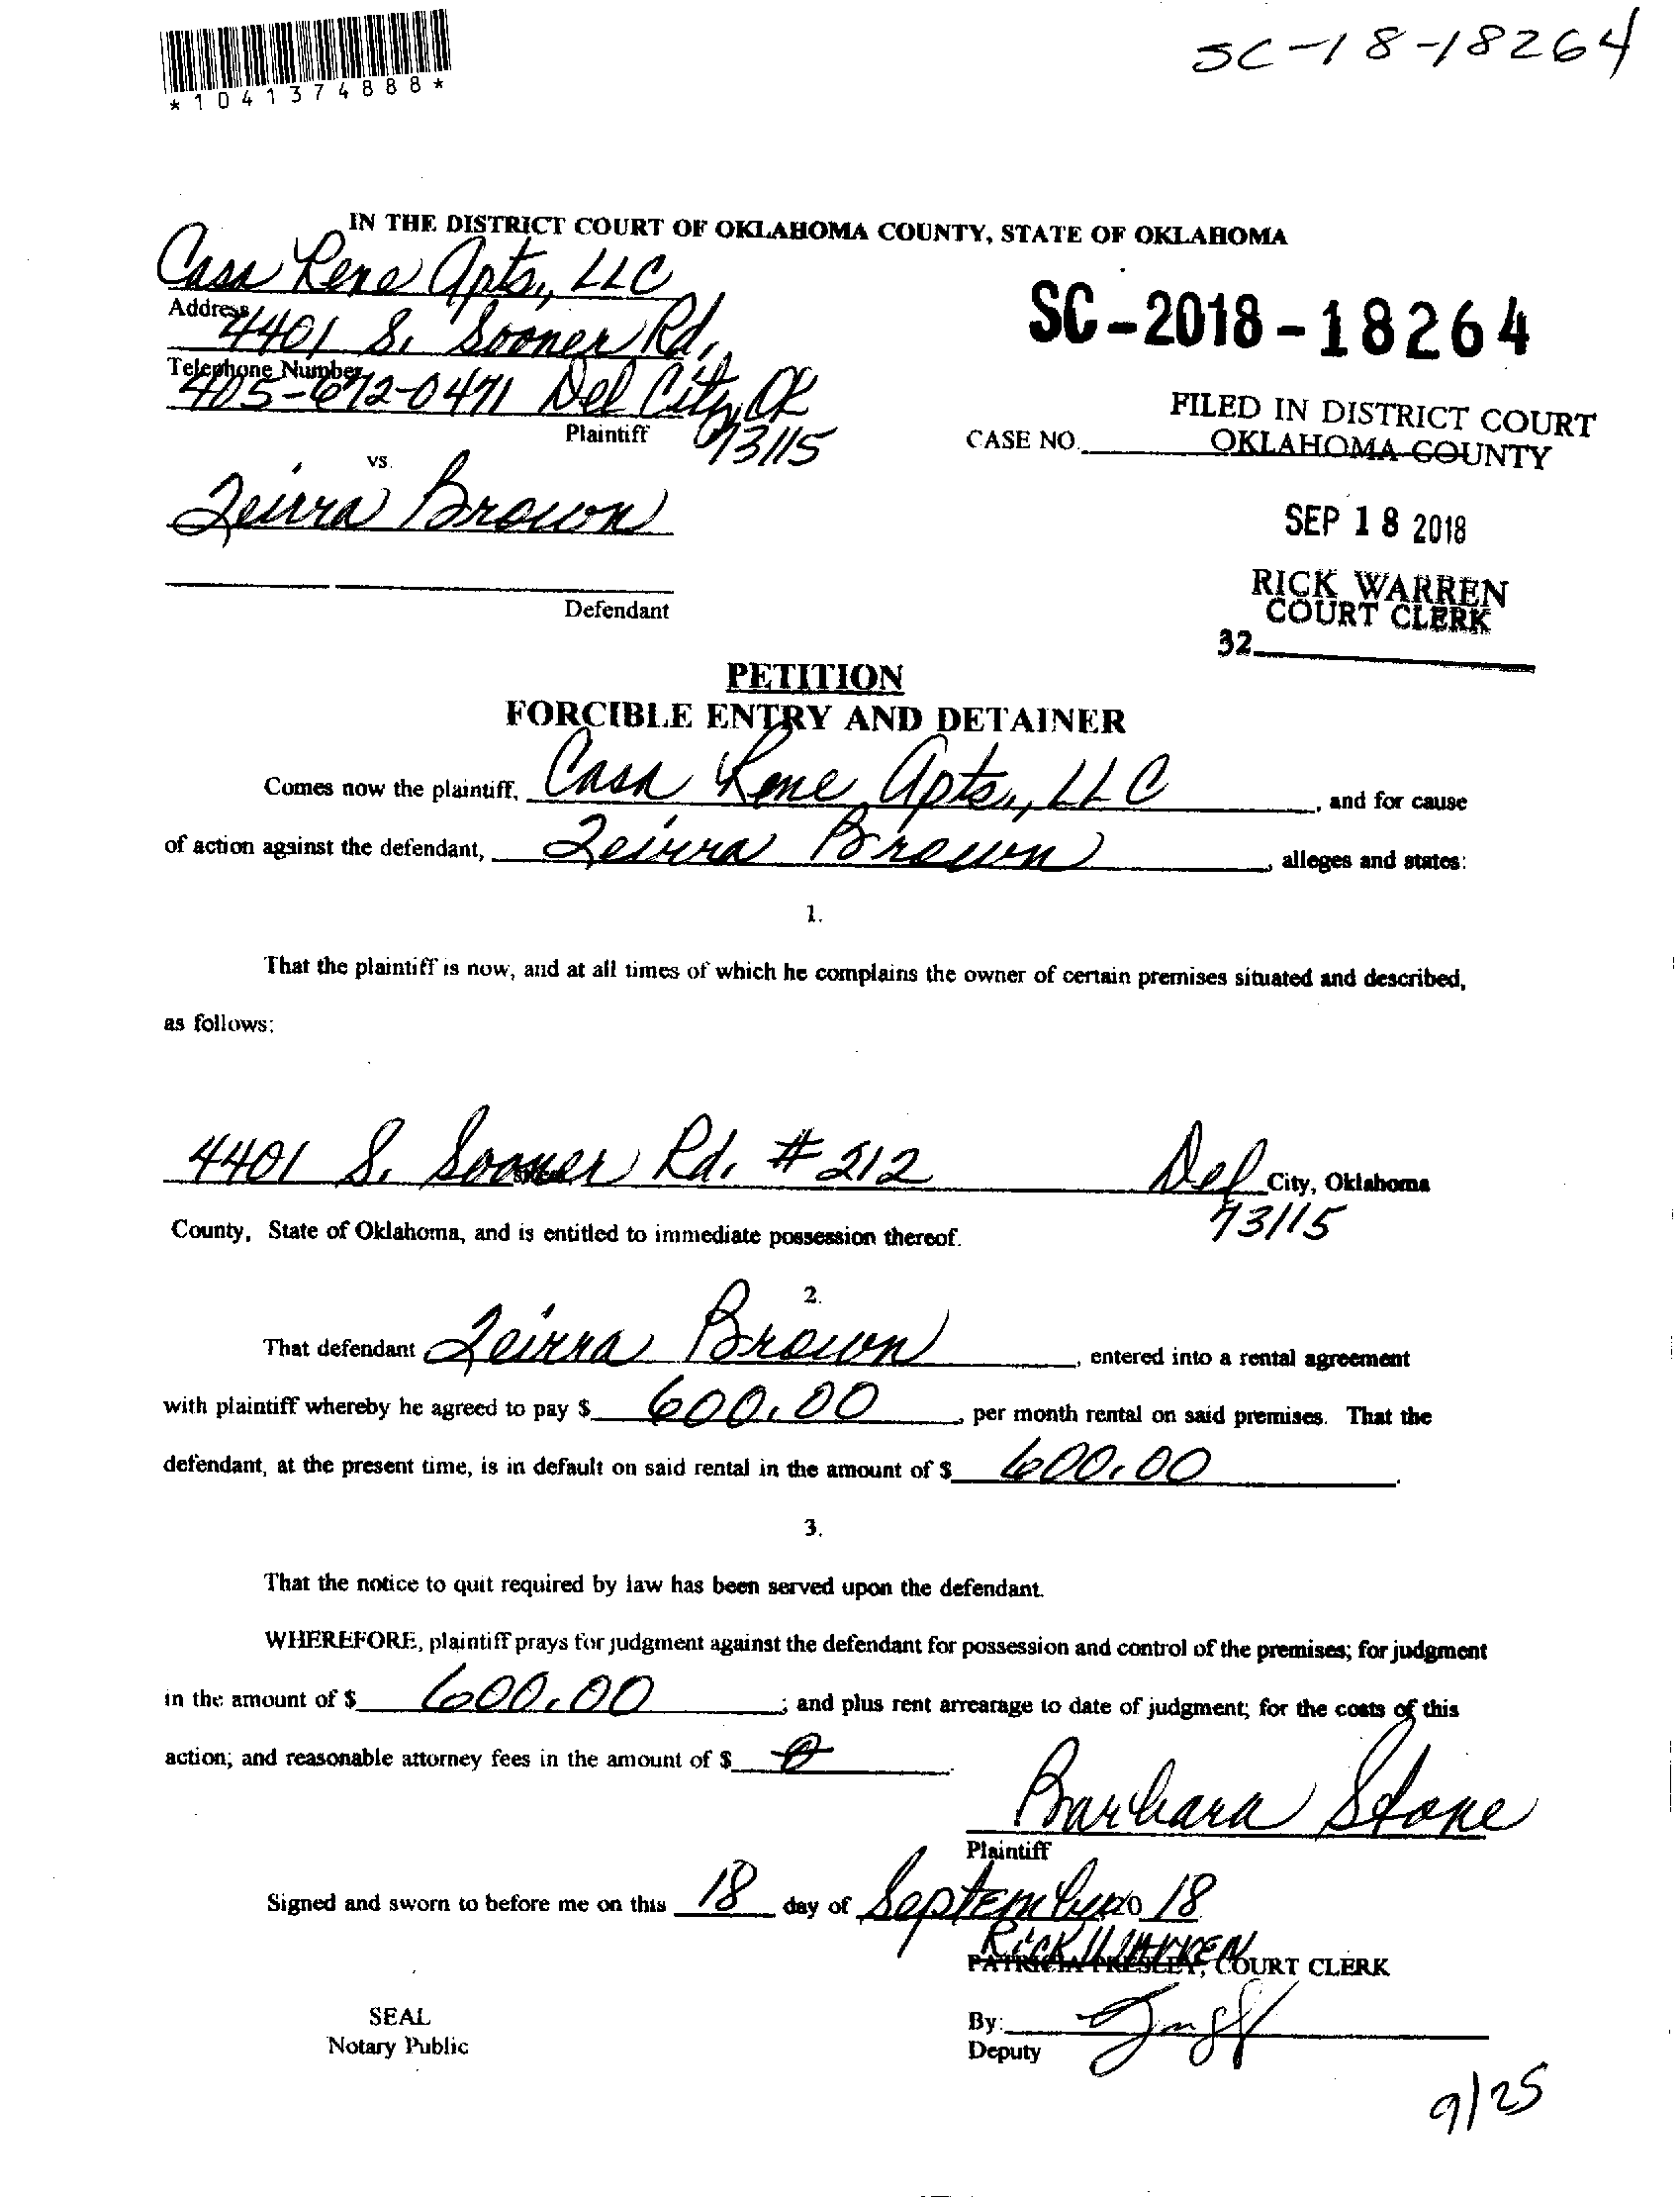 *1041374888*
SC-18-18264
IN THE DISTRICT COURT OF OKLAHOMA COUNTY, STATE OF OKLAHOMA
Casa Rene Apts., LLC
Address
4401 S. Sooner Rd,
SC-2018-18264
Telephone Number
405-672-0471 Del City, OK
73115
Plaintiff
FILED IN DISTRICT COURT
OKLAHOMA COUNTY
CASE NO.
vs.
Zeirra Brown
SEP 18 2018
RICK WARREN
COURT CLERK
Defendant
32
PETITION
FORCIBLE ENTRY AND DETAINER
Comes now the plaintiff, Casa Rene Apts., LLC, and for cause
of action against the defendant, Zeirra Brown, alleges and states:
1.
That the plaintiff is now, and at all times of which he complains the owner of certain premises situated and described,
as follows:
4401 S. Sooner Rd. #212 Del City, Oklahoma
73115
County, State of Oklahoma, and is entitled to immediate possession thereof.
2.
That defendant Zeirra Brown, entered into a rental agreement
with plaintiff whereby he agreed to pay $ 600.00, per month rental on said premises. That the
defendant, at the present time, is in default on said rental in the amount of $ 600.00.
3.
That the notice to quit required by law has been served upon the defendant.
WHEREFORE, plaintiff prays for judgment against the defendant for possession and control of the premises; for judgment
in the amount of $ 600.00; and plus rent arrearage to date of judgment; for the costs of this
action; and reasonable attorney fees in the amount of $ 0.
Barbara Stone
Plaintiff
Signed and sworn to before me on this 18 day of September 20 18
Rick WARREN
PATRICIA PRESLEY, COURT CLERK
SEAL
Notary Public
By:
Deputy
9/25